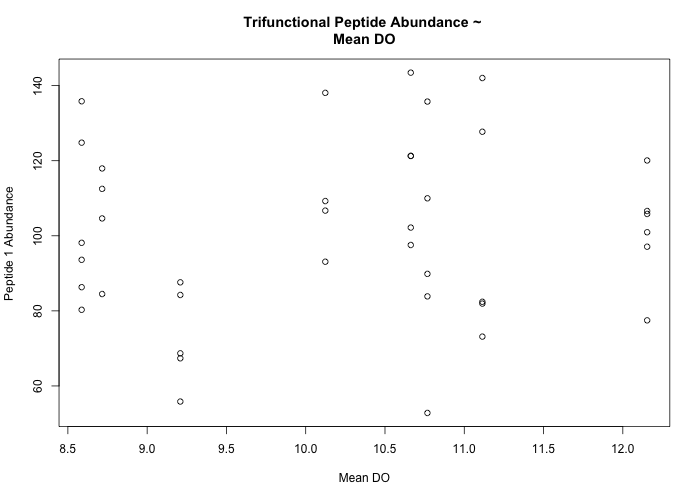 Trifunctional Peptide Abundance ~
Mean DO
140
120
100
80
60
Peptide 1 Abundance
8.5 9.0 9.5 10.0 10.5 11.0 11.5 12.0
Mean DO